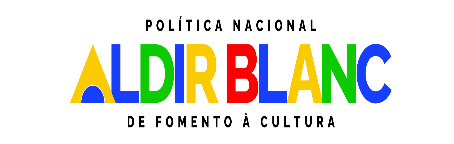 POLÍTICA NACIONAL
ALDIR BLANC
DE FOMENTO À CULTURA